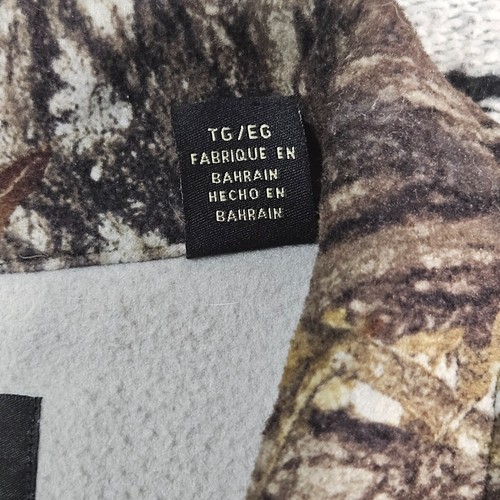 TG/EG
FABRIQUE EN
BAHRAIN
HECHO EN
BAHRAIN